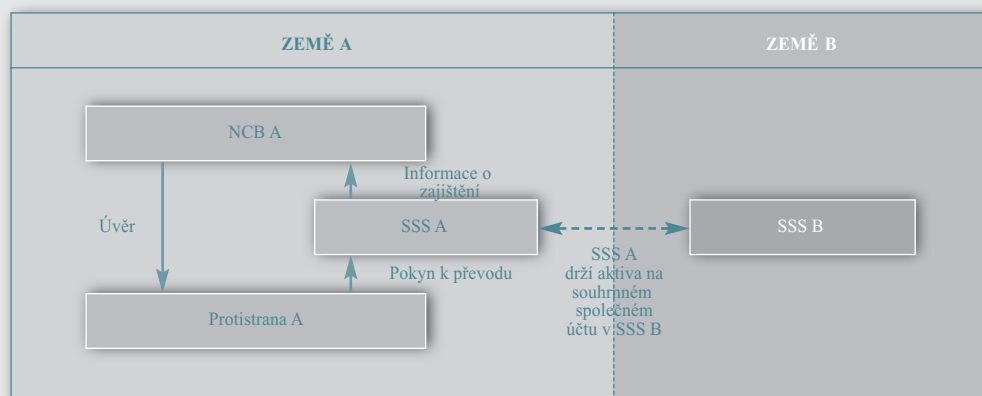 ZEMĚ A
ZEMĚ B
NCB A
Informace o
zajištění
Úvěr
SSS A
SSS B
SSS A
drží aktiva na
souhrnném
společném
účtu v SSS B
Pokyn k převodu
Protistrana A